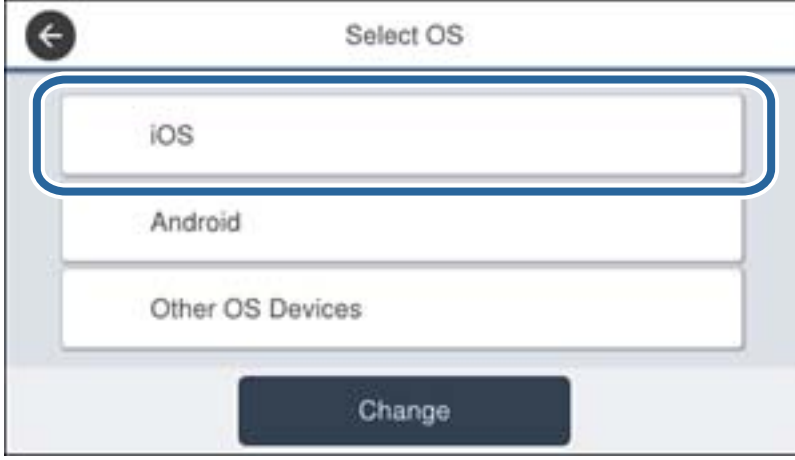 Select OS
iOS
Android
Other OS Devices
Change